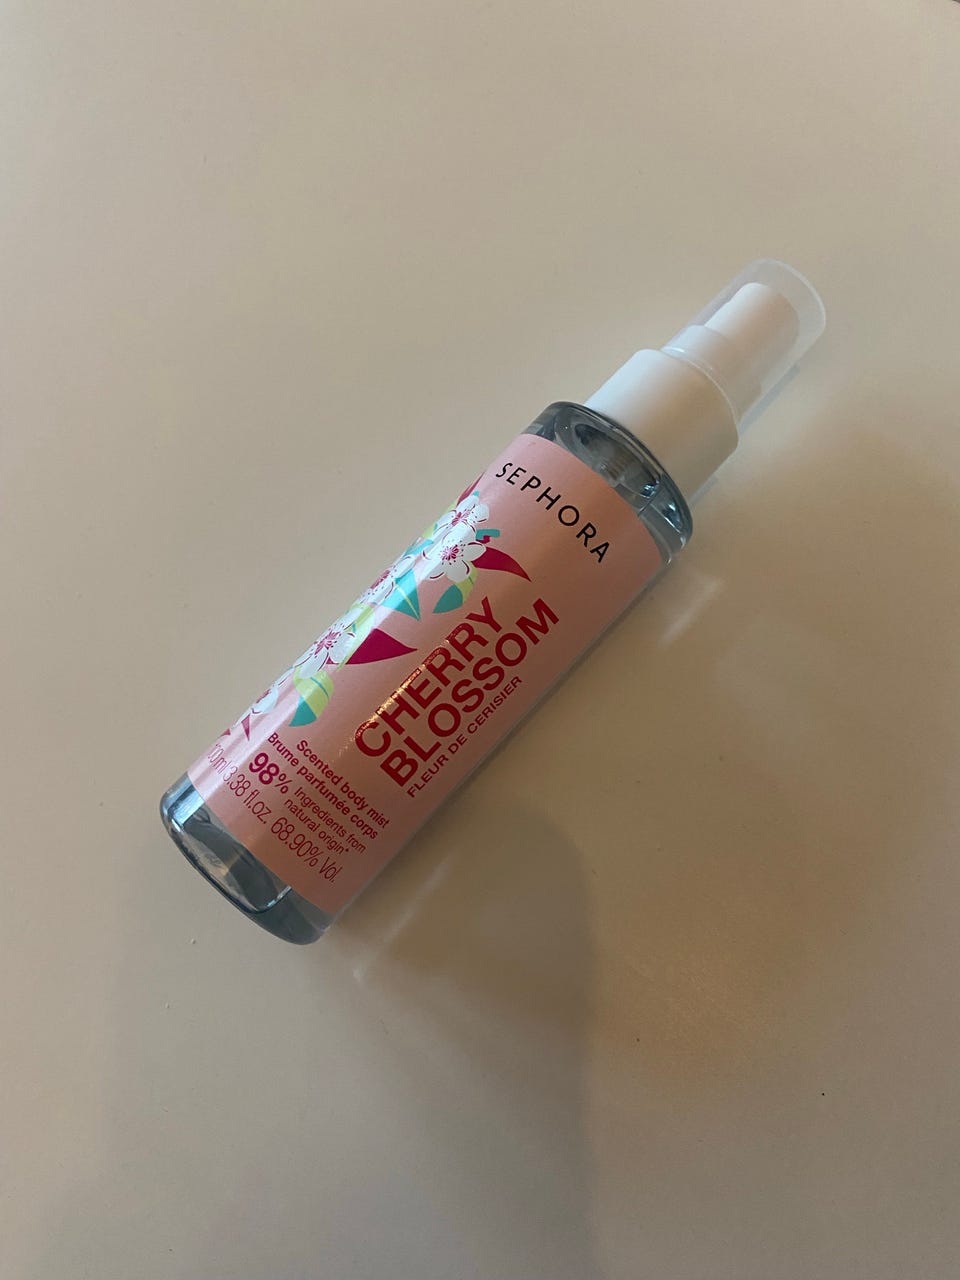 SEPHORA
CHERRY
BLOSSOM
FLEUR DE CERISIER
Scented body mist
Brume parfumée corps
98% Ingredients from
natural origin*
3.38 fl.oz. 68.90% Vol.